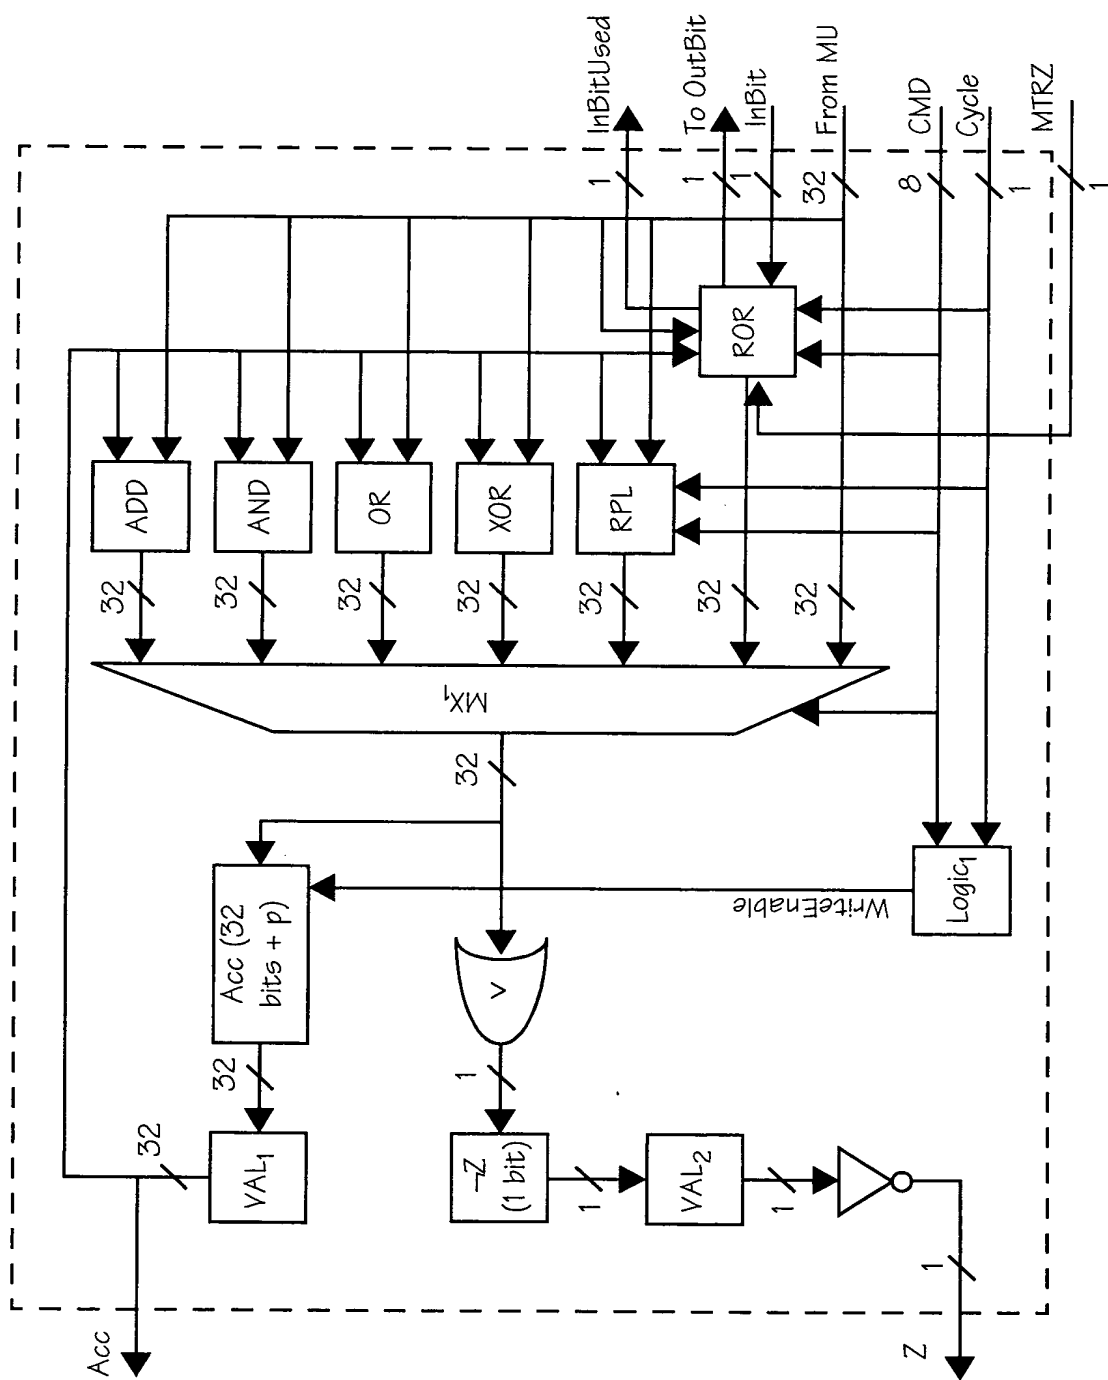 InBitUsed
1
To OutBit
1
InBit
1
From MU
32
CMD
8
Cycle
1
MTRZ
1
ADD
AND
OR
XOR
RPL
ROR
32
32
32
32
32
32
32
MX1
32
Acc (32
bits + p)
WriteEnable
Logic1
V
32
1
32
VAL1
¬Z
(1 bit)
1
VAL2
1
1
Acc
Z